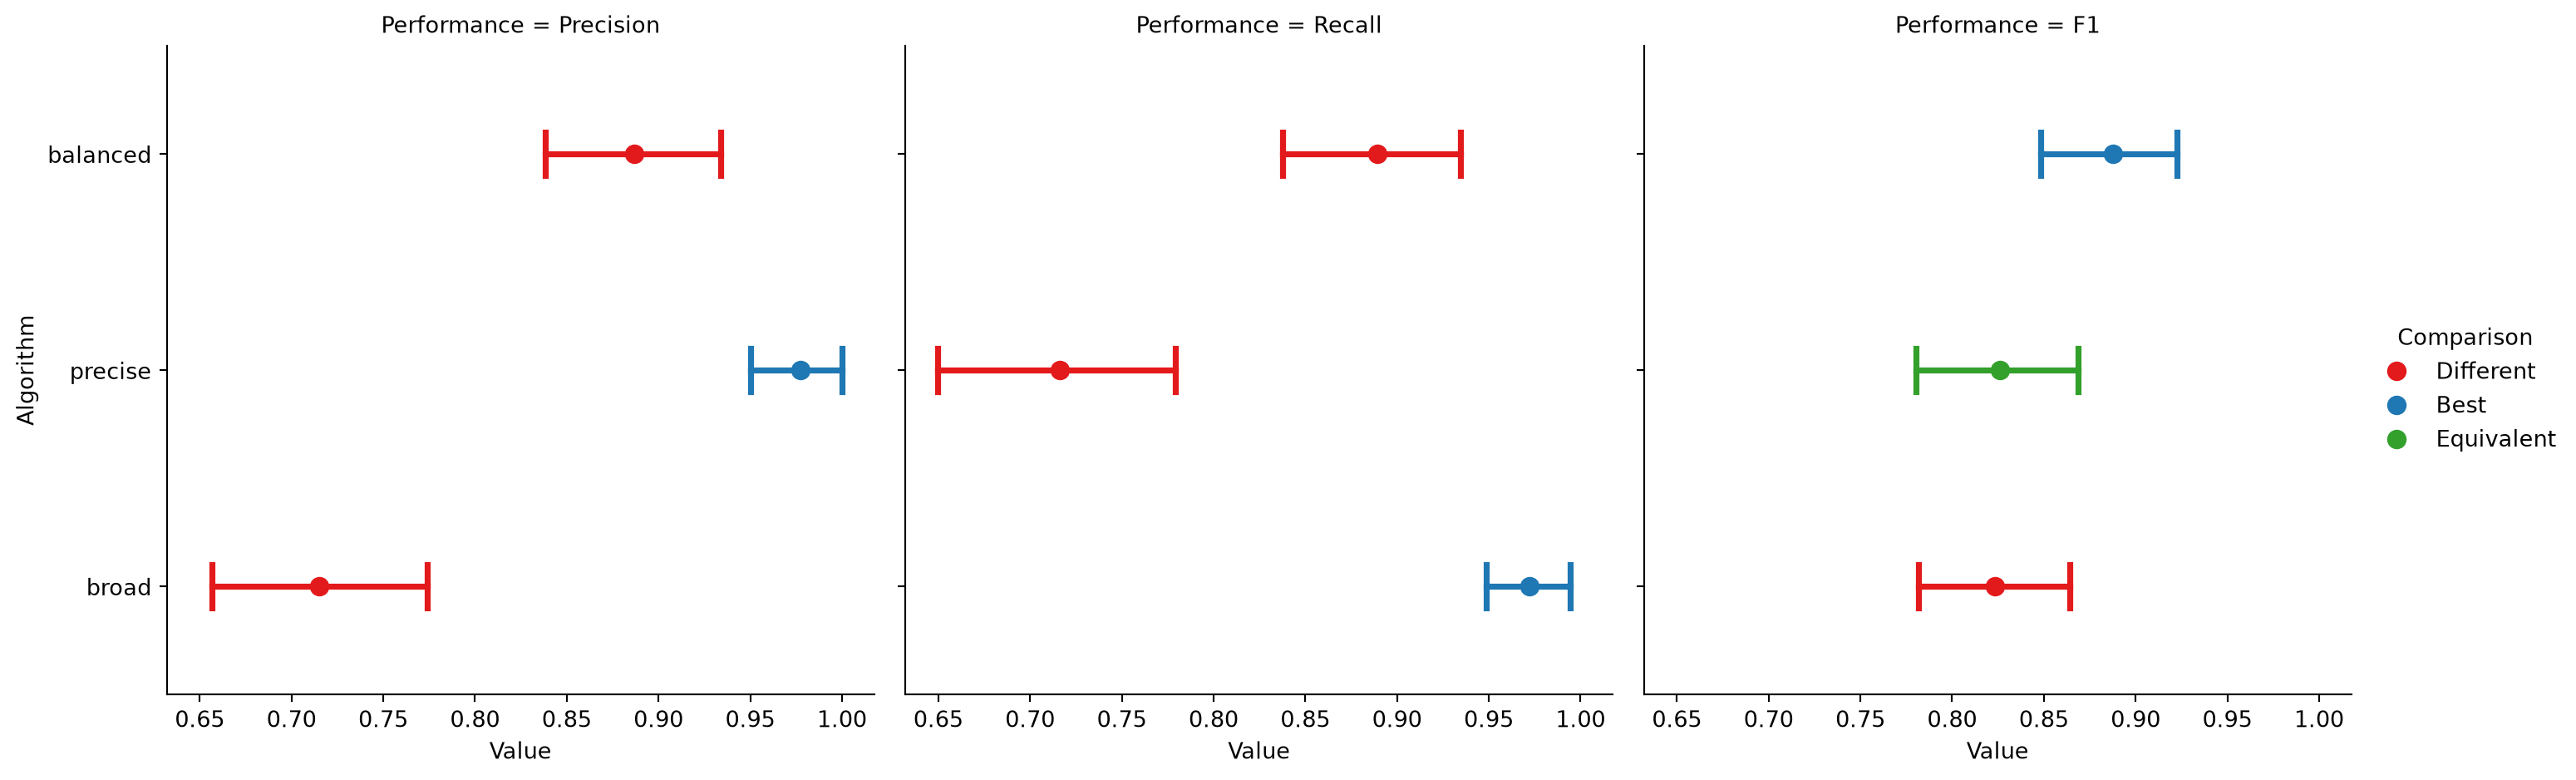 Performance = Precision
Performance = Recall
Performance = F1
Algorithm
balanced
precise
broad
0.65 0.70 0.75 0.80 0.85 0.90 0.95 1.00
Value
0.65 0.70 0.75 0.80 0.85 0.90 0.95 1.00
Value
0.65 0.70 0.75 0.80 0.85 0.90 0.95 1.00
Value
Comparison
Different
Best
Equivalent